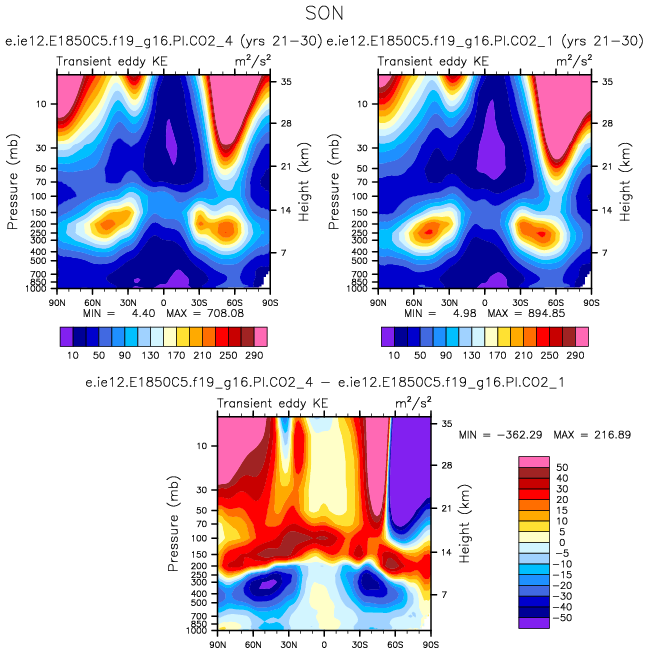 SON
e.ie12.E1850C5.f19_g16.PI.CO2_4 (yrs 21−30) e.ie12.E1850C5.f19_g16.PI.CO2_1 (yrs 21−30)
Transient eddy KE m²/s² Transient eddy KE m²/s²
Pressure (mb) 10 30 50 70 100 150 200 250 300 400 500 700 850 1000
Height (km) 35 28 21 14 7
Pressure (mb) 10 30 50 70 100 150 200 250 300 400 500 700 850 1000
Height (km) 35 28 21 14 7
90N 60N 30N 0 30S 60S 90S 90N 60N 30N 0 30S 60S 90S
MIN = 4.40 MAX = 708.08 MIN = 4.98 MAX = 894.85
10 50 90 130 170 210 250 290 10 50 90 130 170 210 250 290
e.ie12.E1850C5.f19_g16.PI.CO2_4 − e.ie12.E1850C5.f19_g16.PI.CO2_1
Transient eddy KE m²/s²
MIN = −362.29 MAX = 216.89
Pressure (mb) 10 30 50 70 100 150 200 250 300 400 500 700 850 1000
Height (km) 35 28 21 14 7
90N 60N 30N 0 30S 60S 90S
50
40
30
20
15
10
5
0
−5
−10
−15
−20
−30
−40
−50